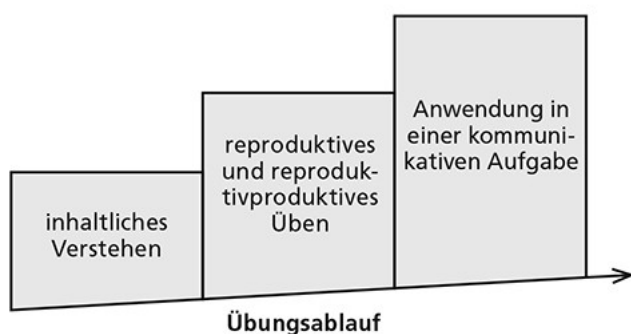 inhaltliches
Verstehen
reproduktives
und reproduk-
tivproduktives
Üben
Anwendung in
einer kommuni-
kativen Aufgabe
Übungsablauf